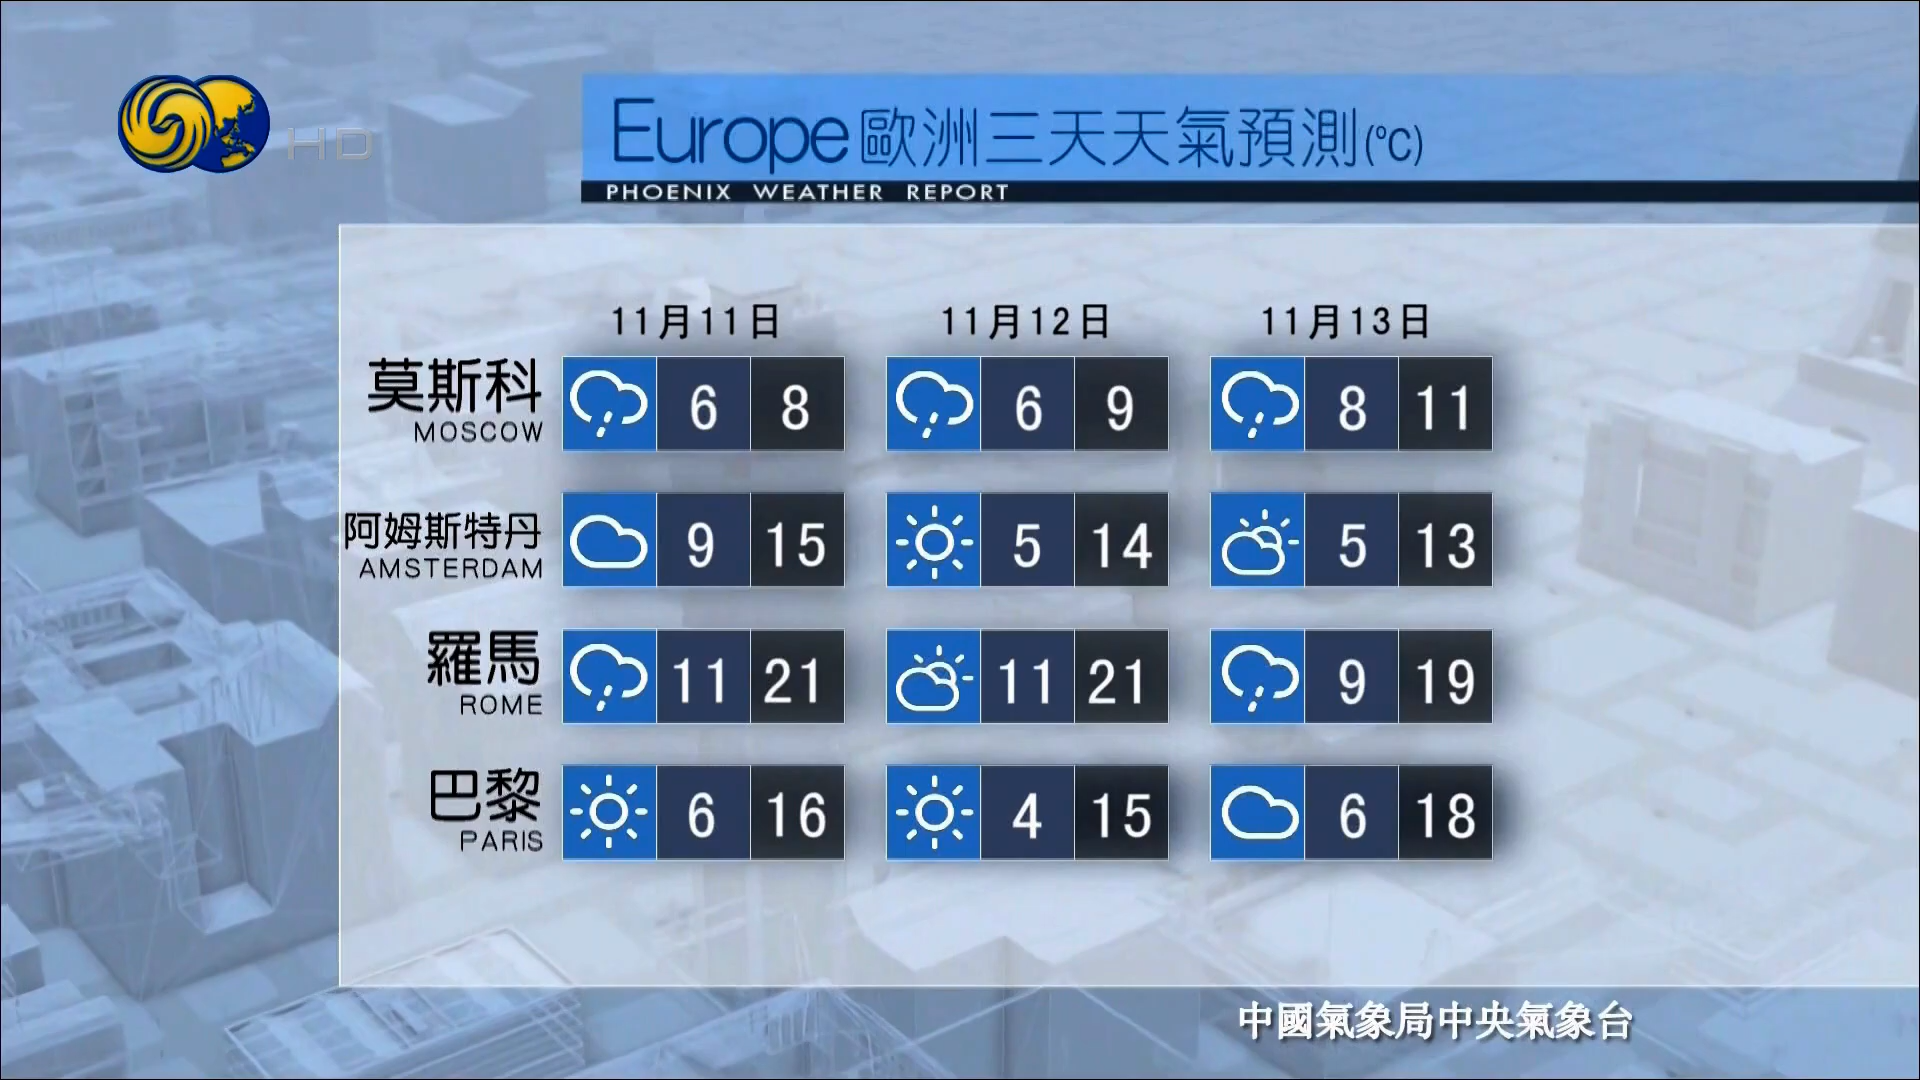 HD
Europe歐洲三天天氣預測(°C)
PHOENIX WEATHER REPORT
11月11日 11月12日 11月13日
莫斯科 6 8 6 9 8 11
MOSCOW
阿姆斯特丹 9 15 5 14 5 13
AMSTERDAM
羅馬 11 21 11 21 9 19
ROME
巴黎 6 16 4 15 6 18
PARIS
中國氣象局中央氣象台